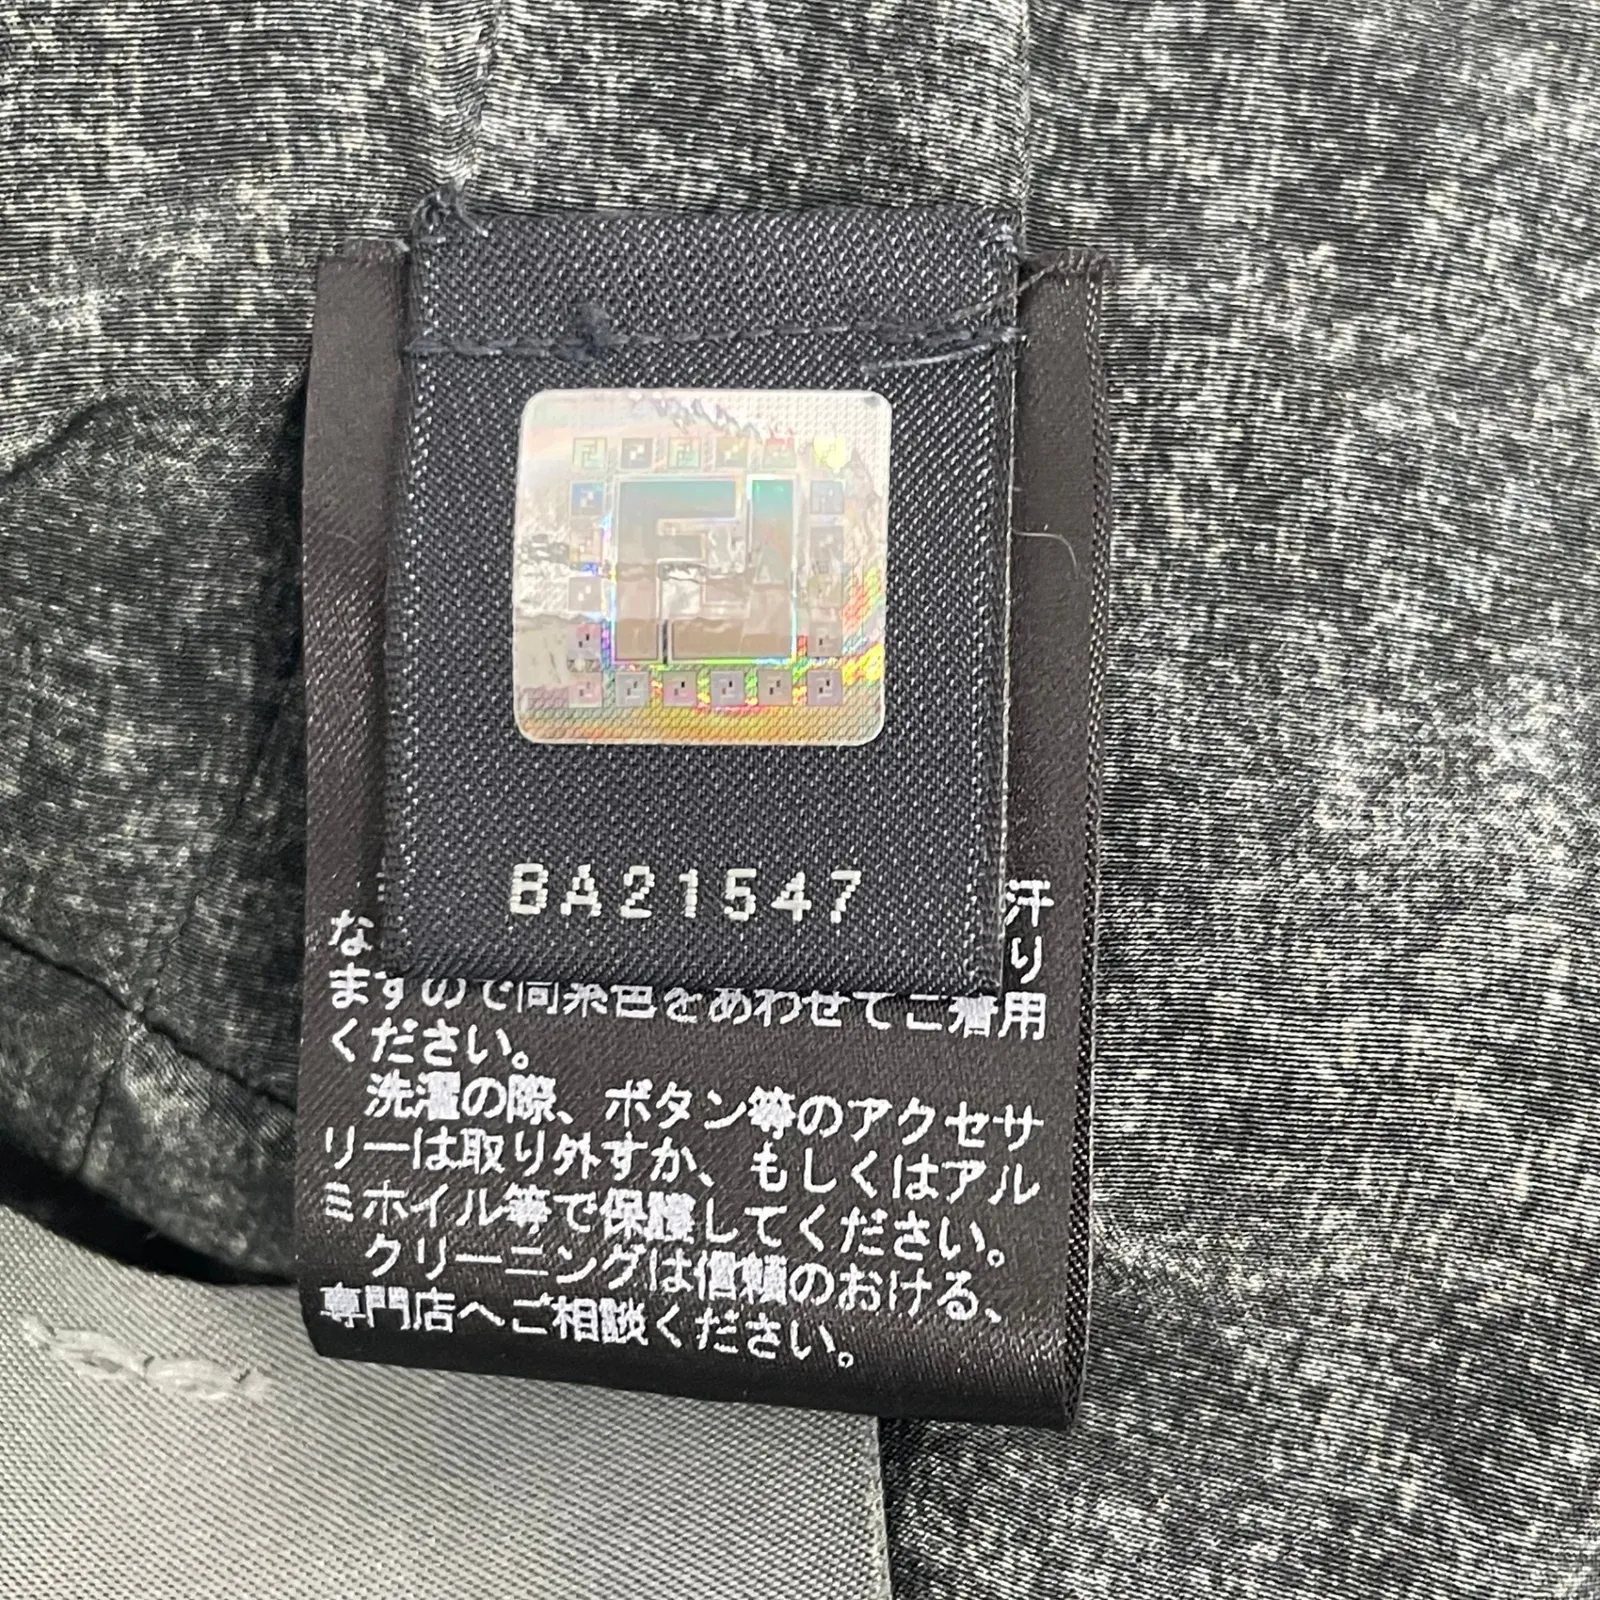 BA21547
汗
な り
ますので同系色をあわせてご着用
ください。
洗濯の際、ボタン等のアクセサ
リーは取り外すか、もしくはアル
ミホイル等で保護してください。
クリーニングは信頼のおける、
専門店へご相談ください。